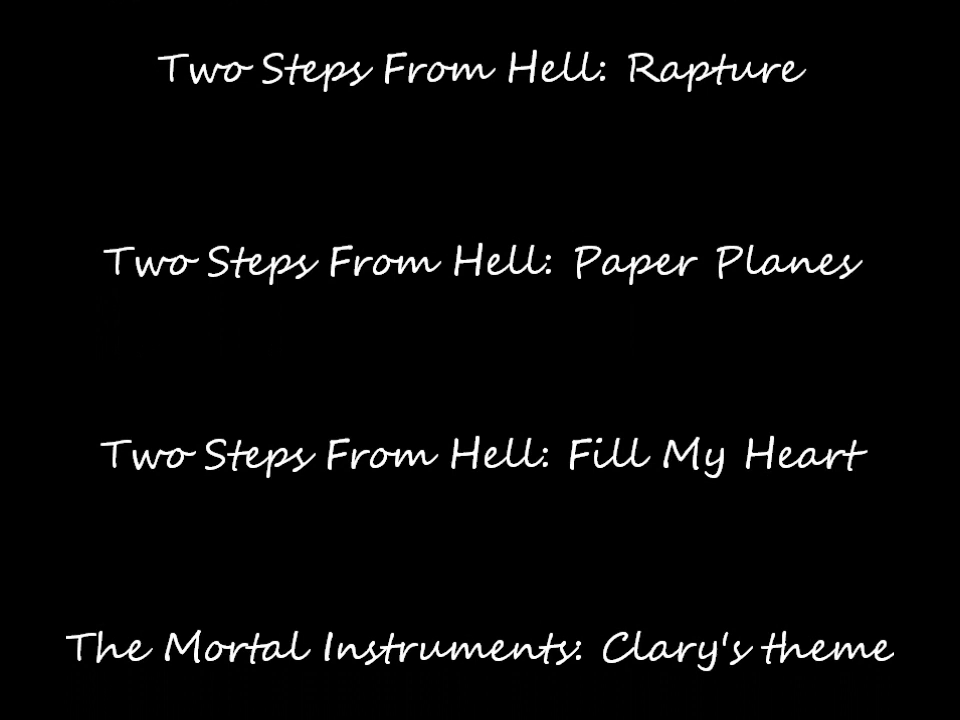 Two Steps From Hell: Rapture
Two Steps From Hell: Paper Planes
Two Steps From Hell: Fill My Heart
The Mortal Instruments: Clary's theme